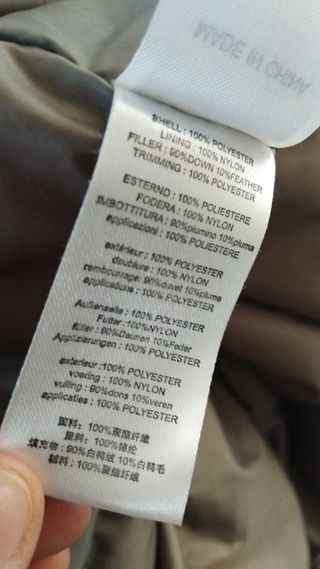 MADE IN CHINA
SHELL : 100% POLYESTER
LINING : 100% NYLON
FILLER : 90%DOWN 10%FEATHER
TRIMMING : 100% POLYESTER
ESTERNO : 100% POLIESTERE
FODERA : 100% NYLON
IMBOTTITURA : 90%piumino 10%piuma
applicazioni : 100% POLIESTERE
extérieur : 100% POLYESTER
doublure : 100% NYLON
rembourrage: 90%duvet 10%plume
applications : 100% POLYESTER
Außenseite : 100% POLYESTER
Futter :100%NYLON
filler : 90%Daunen 10%Feder
Applizierungen : 100% POLYESTER
exterieur :100% POLYESTER
voering : 100% NYLON
vulling : 90%dons 10%veren
applicaties : 100% POLYESTER
面料：100%聚酯纤维
里料：100%锦纶
填充物：90%白鸭绒 10%白鸭毛
辅料：100%聚酯纤维